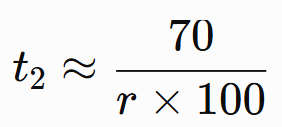 t₂ ≈ 70 / (r × 100)